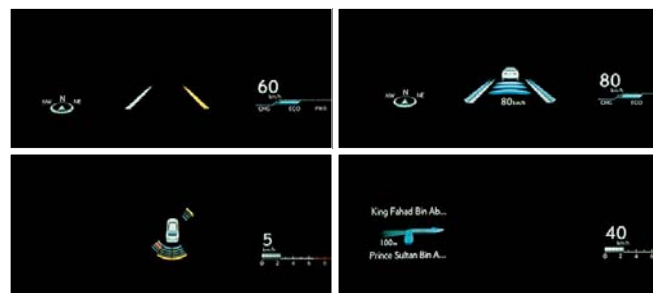 60
km/h
N
NW NE
CHG ECO PWR
80
km/h
N
NW NE
80km/h
CHG ECO
5
km/h
0 2 4 6 8
King Fahad Bin Ab...
100m
Prince Sultan Bin A...
40
km/h
0 2 4 6